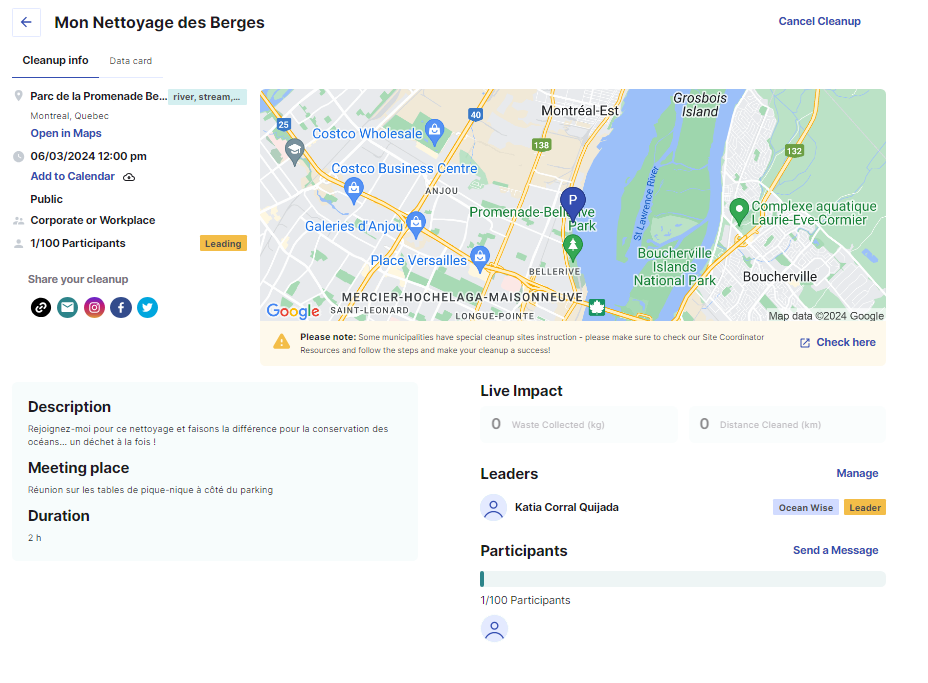 Mon Nettoyage des Berges
Cancel Cleanup
Cleanup info
Data card
Parc de la Promenade Be...
river, stream,...
Montreal, Quebec
Open in Maps
06/03/2024 12:00 pm
Add to Calendar
Public
Corporate or Workplace
1/100 Participants
Leading
Share your cleanup
Grosbois
Island
Montréal-Est
40
25
138
132
Costco Wholesale
Costco Business Centre
ANJOU
P
Galeries d'Anjou
Promenade-Bellerive
Park
St Lawrence River
Complexe aquatique
Laurie-Eve-Cormier
Place Versailles
BELLERIVE
Boucherville
Islands
National Park
Boucherville
MERCIER-HOCHELAGA-MAISONNEUVE
SAINT-LEONARD
LONGUE-POINTE
Google
Map data ©2024 Google
Please note: Some municipalities have special cleanup sites instruction - please make sure to check our Site Coordinator
Resources and follow the steps and make your cleanup a success!
Check here
Description
Rejoignez-moi pour ce nettoyage et faisons la différence pour la conservation des
océans... un déchet à la fois !
Meeting place
Réunion sur les tables de pique-nique à côté du parking
Duration
2 h
Live Impact
0 Waste Collected (kg)
0 Distance Cleaned (km)
Leaders
Manage
Katia Corral Quijada
Ocean Wise
Leader
Participants
Send a Message
1/100 Participants